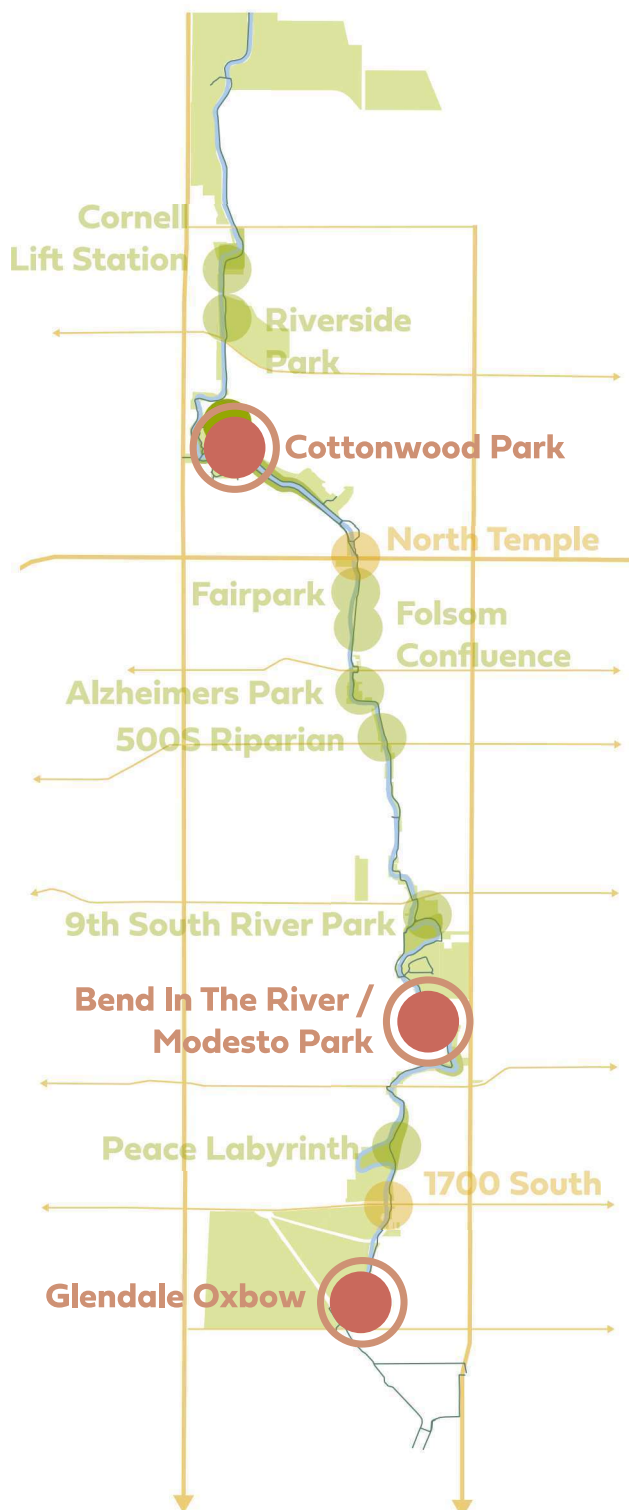 Cornell
Lift Station
Riverside
Park
Cottonwood Park
North Temple
Fairpark
Folsom
Confluence
Alzheimers Park
500S Riparian
9th South River Park
Bend In The River /
Modesto Park
Peace Labyrinth
1700 South
Glendale Oxbow